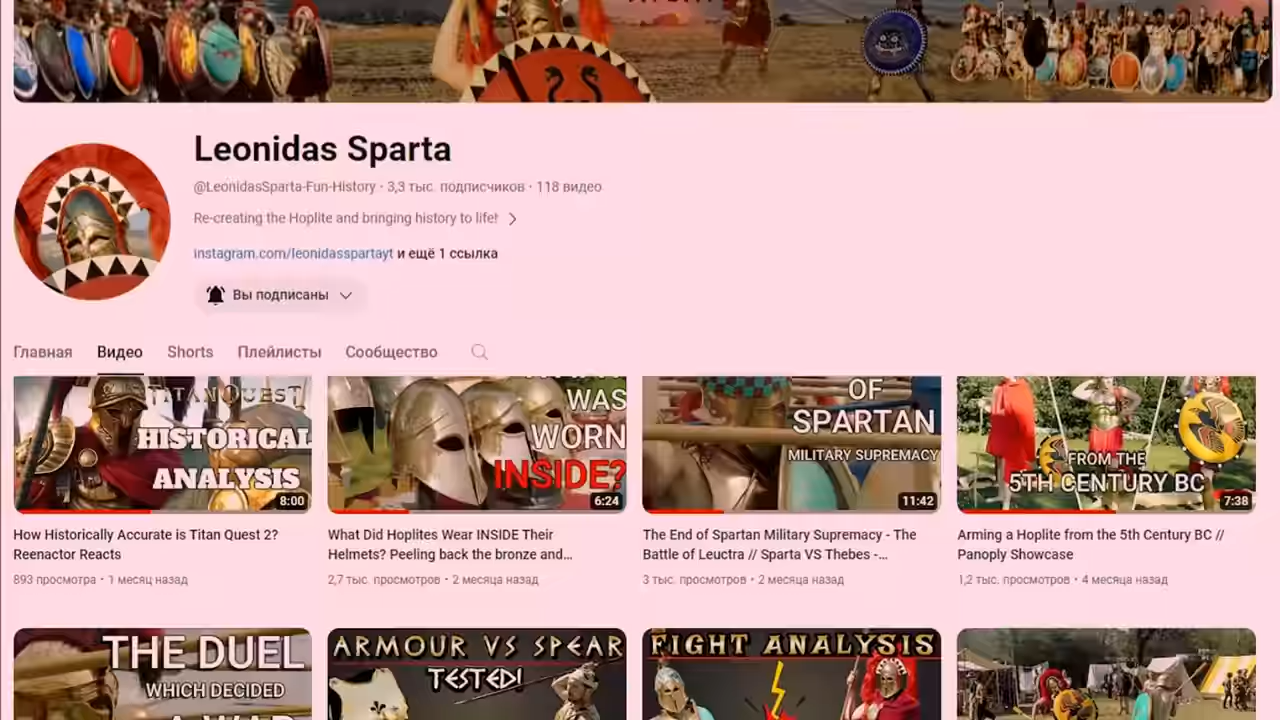 Leonidas Sparta
@LeonidasSparta-Fun-History · 3,3 тыс. подписчиков · 118 видео
Re-creating the Hoplite and bringing history to life!
instagram.com/leonidasspartayt и ещё 1 ссылка
Вы подписаны
Главная Видео Shorts Плейлисты Сообщество
TITAN QUEST
HISTORICAL
ANALYSIS
8:00
WAS
WORN
INSIDE?
6:24
OF
SPARTAN
MILITARY SUPREMACY
11:42
FROM THE
5TH CENTURY BC
7:38
How Historically Accurate is Titan Quest 2?
Reenactor Reacts
893 просмотра · 1 месяц назад
What Did Hoplites Wear INSIDE Their
Helmets? Peeling back the bronze and...
2,7 тыс. просмотров · 2 месяца назад
The End of Spartan Military Supremacy - The
Battle of Leuctra // Sparta VS Thebes -...
3 тыс. просмотров · 2 месяца назад
Arming a Hoplite from the 5th Century BC //
Panoply Showcase
1,2 тыс. просмотров · 4 месяца назад
THE DUEL
WHICH DECIDED
A WAR
ARMOUR VS SPEAR
TESTED!
FIGHT ANALYSIS